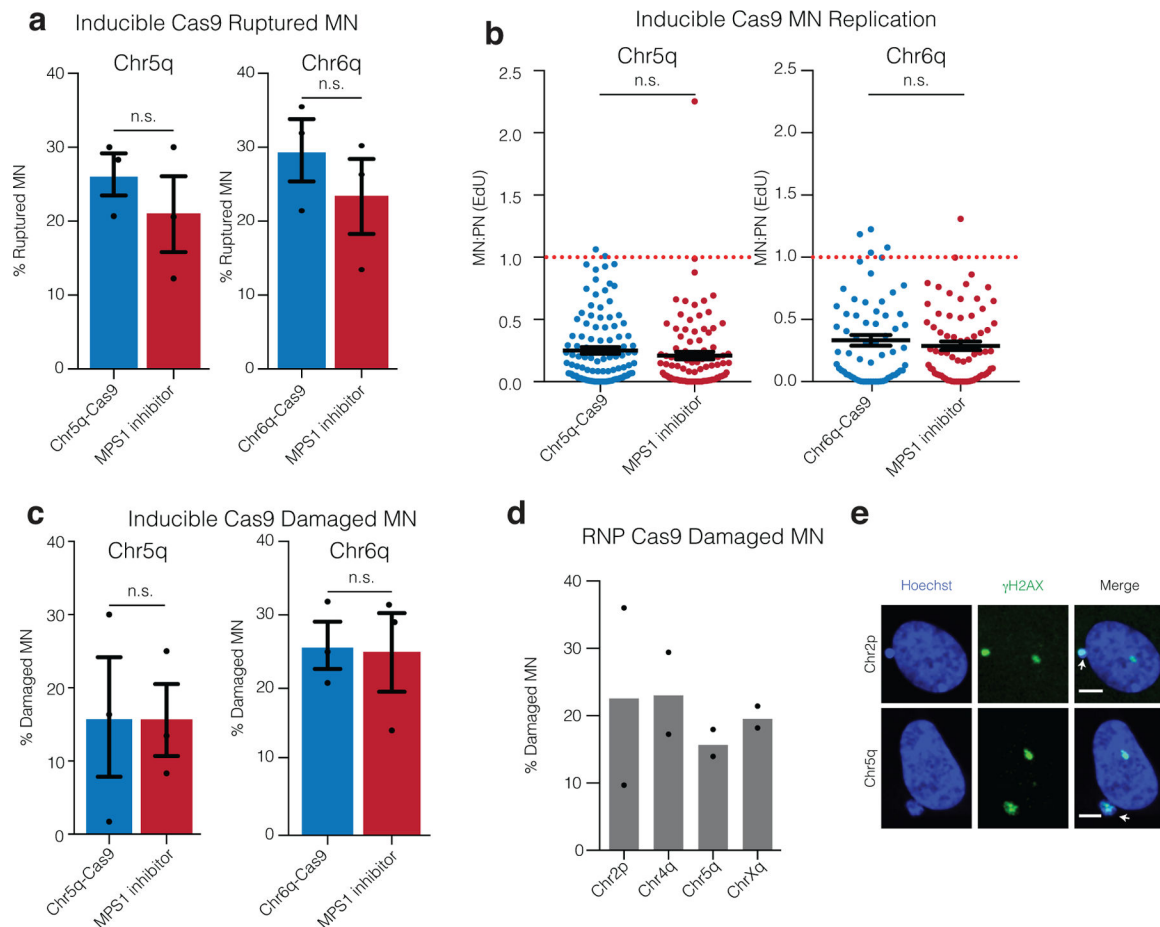 a
Inducible Cas9 Ruptured MN
Chr5q
Chr6q
n.s.
n.s.
% Ruptured MN
40
30
20
10
0
% Ruptured MN
40
30
20
10
0
Chr5q-Cas9
MPS1 inhibitor
Chr6q-Cas9
MPS1 inhibitor
b
Inducible Cas9 MN Replication
Chr5q
Chr6q
n.s.
n.s.
MN:PN (EdU)
2.5
2.0
1.5
1.0
0.5
0.0
MN:PN (EdU)
2.5
2.0
1.5
1.0
0.5
0.0
Chr5q-Cas9
MPS1 inhibitor
Chr6q-Cas9
MPS1 inhibitor
c
Inducible Cas9 Damaged MN
Chr5q
Chr6q
n.s.
n.s.
% Damaged MN
40
30
20
10
0
% Damaged MN
40
30
20
10
0
Chr5q-Cas9
MPS1 inhibitor
Chr6q-Cas9
MPS1 inhibitor
d
RNP Cas9 Damaged MN
% Damaged MN
40
30
20
10
0
Chr2p
Chr4q
Chr5q
ChrXq
e
Hoechst
γH2AX
Merge
Chr2p
Chr5q